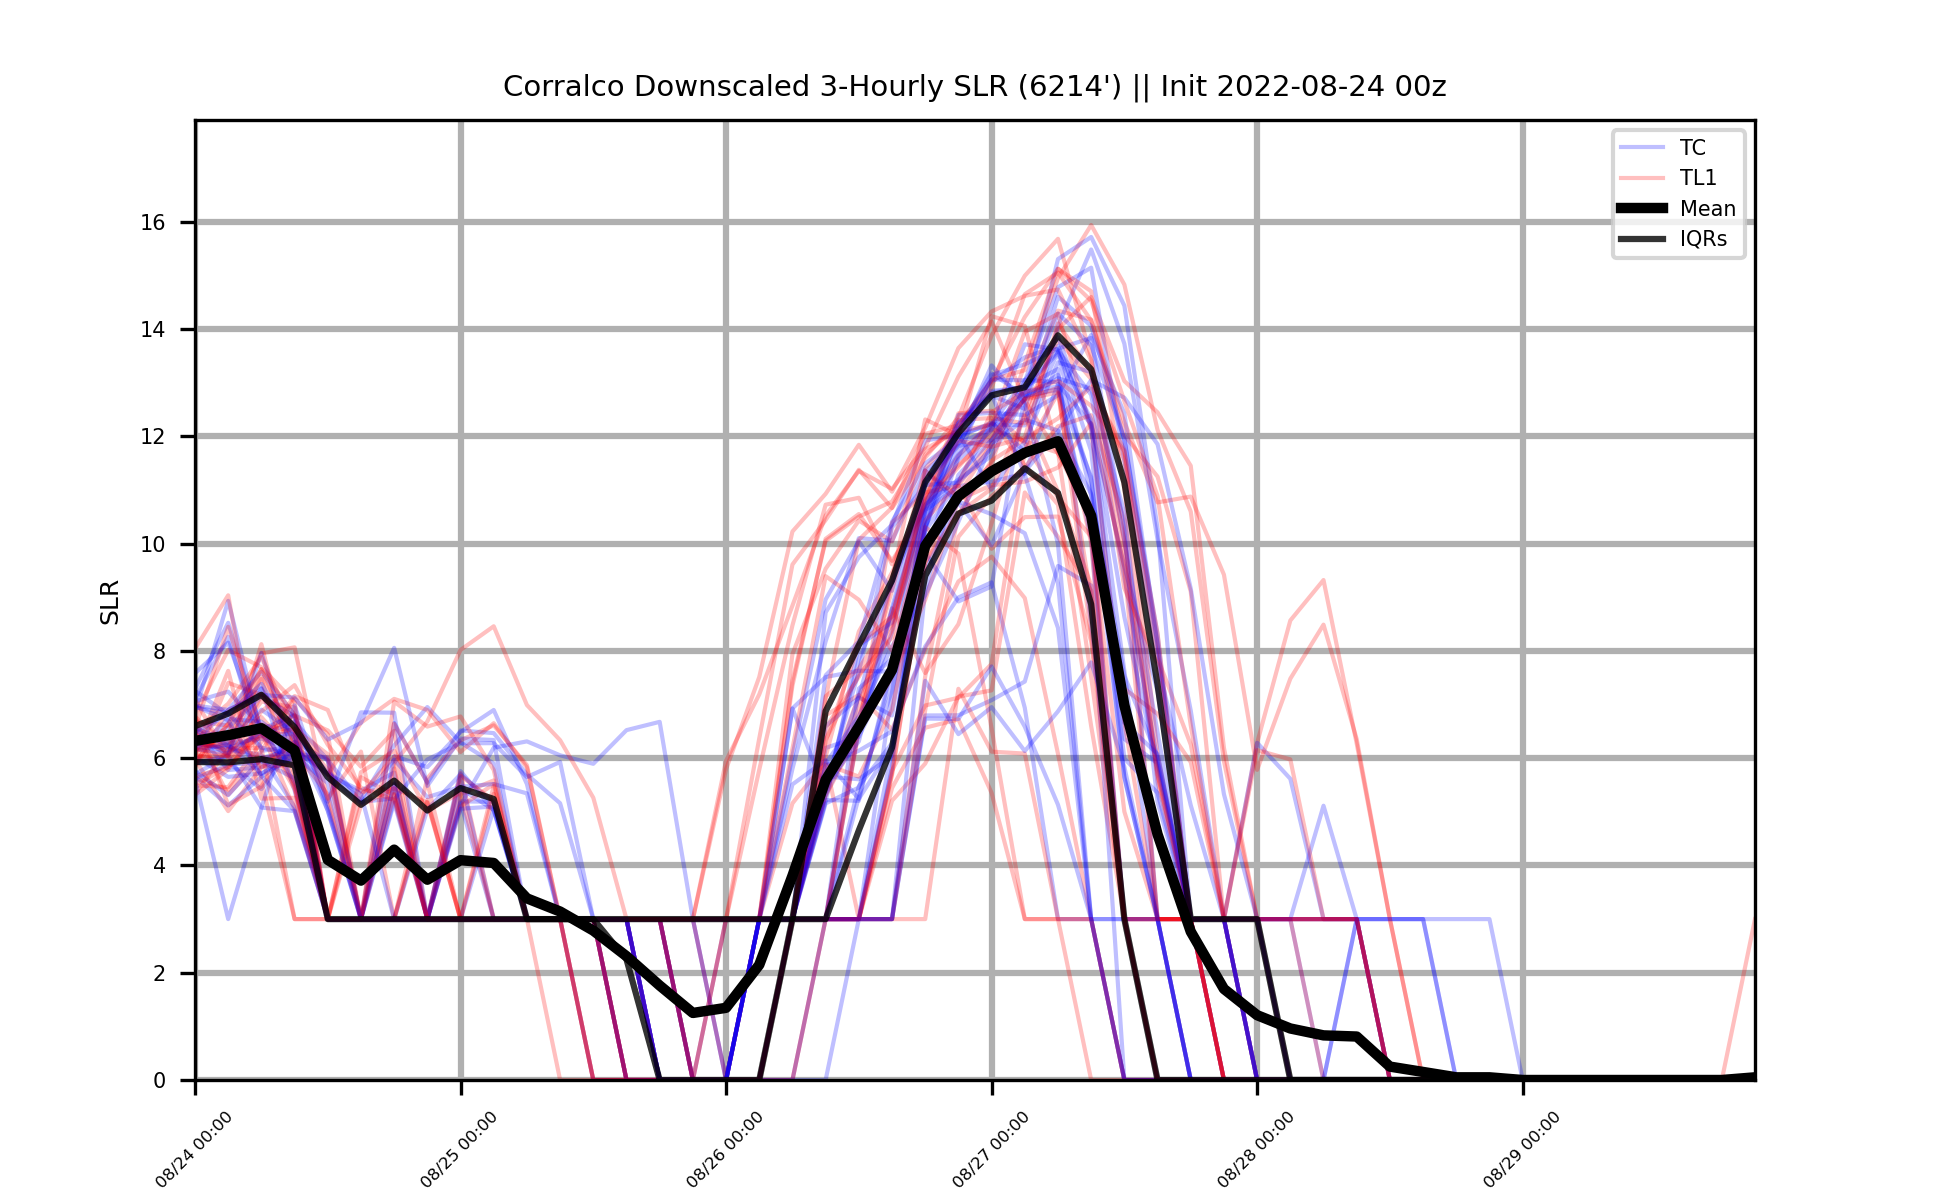 Corralco Downscaled 3-Hourly SLR (6214') || Init 2022-08-24 00z
TC
TL1
Mean
IQRs
SLR
16
14
12
10
8
6
4
2
0
08/24 00:00
08/25 00:00
08/26 00:00
08/27 00:00
08/28 00:00
08/29 00:00